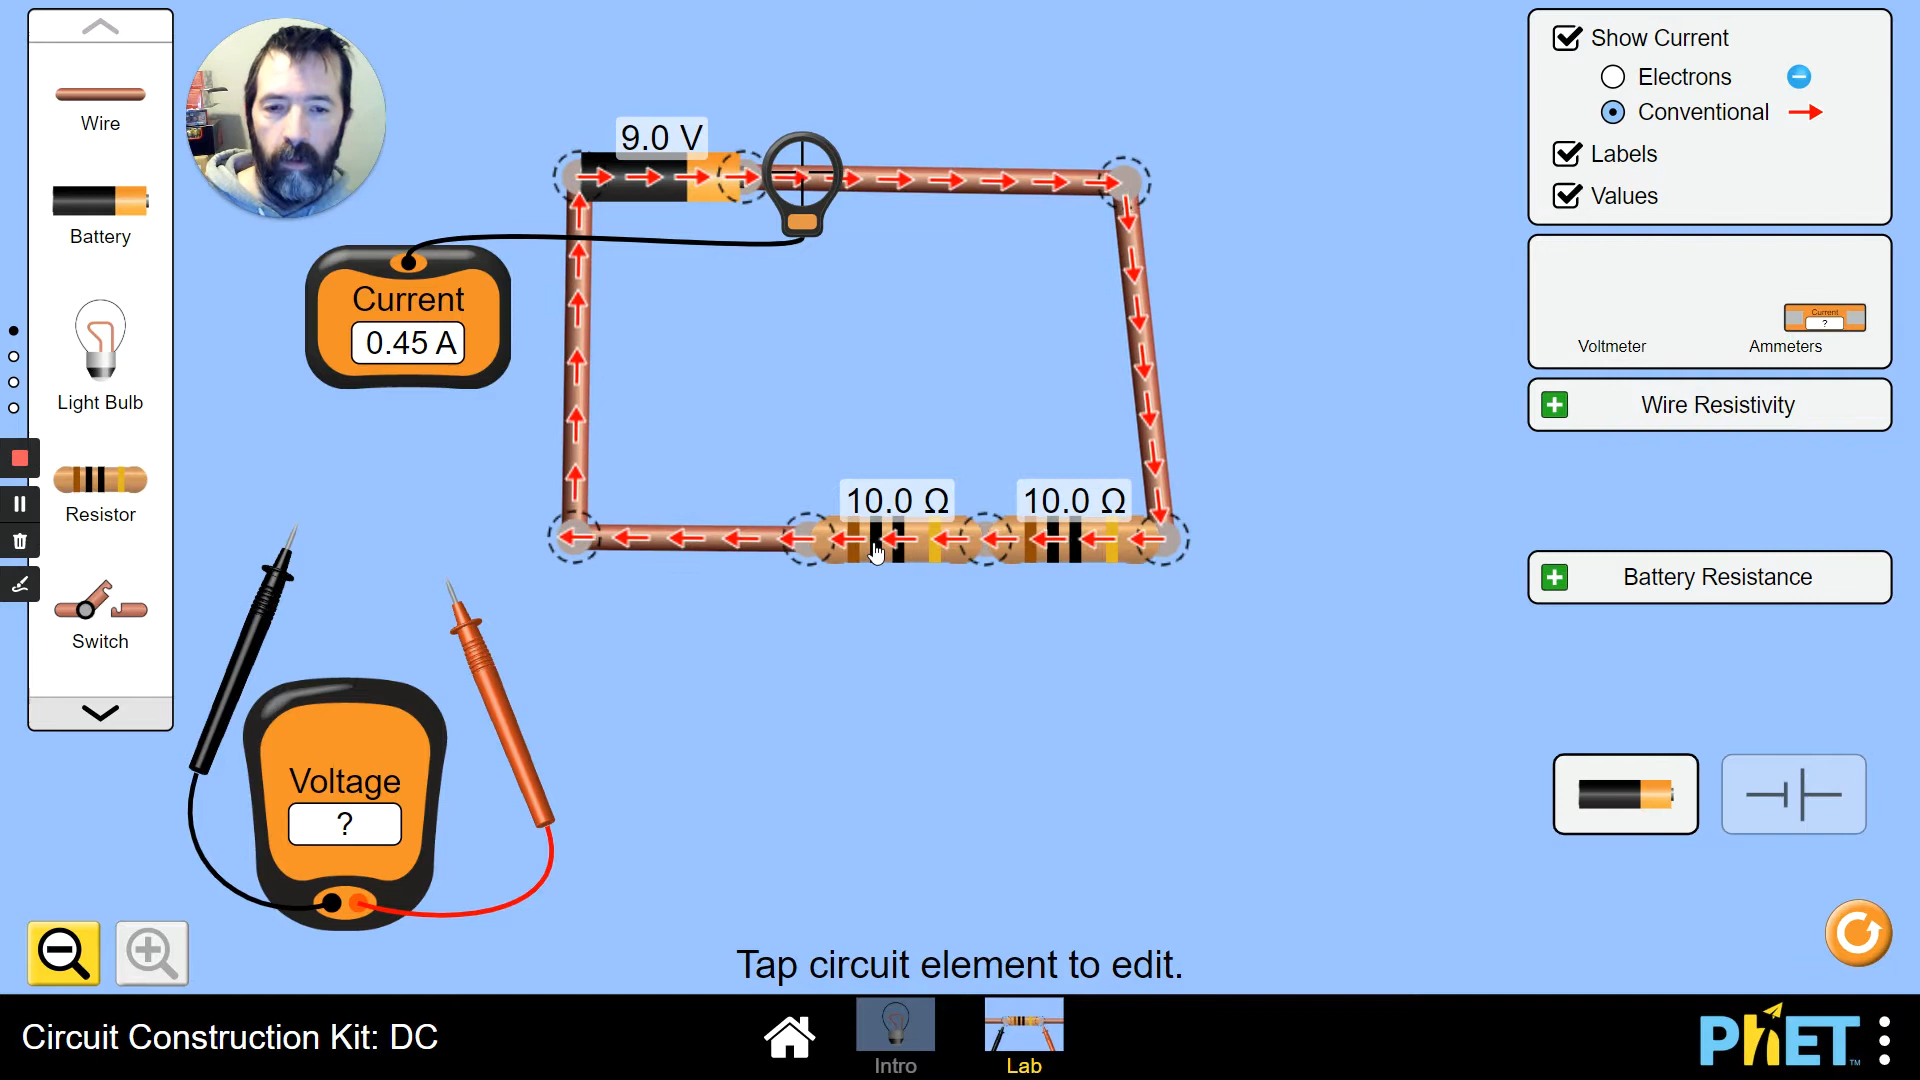 Wire
Battery
Light Bulb
Resistor
Switch
9.0 V
Current
0.45 A
10.0 Ω
10.0 Ω
Voltage
?
Show Current
Electrons
Conventional
Labels
Values
Current
?
Voltmeter
Ammeters
Wire Resistivity
Battery Resistance
Tap circuit element to edit.
Circuit Construction Kit: DC
Intro
Lab
PhET™